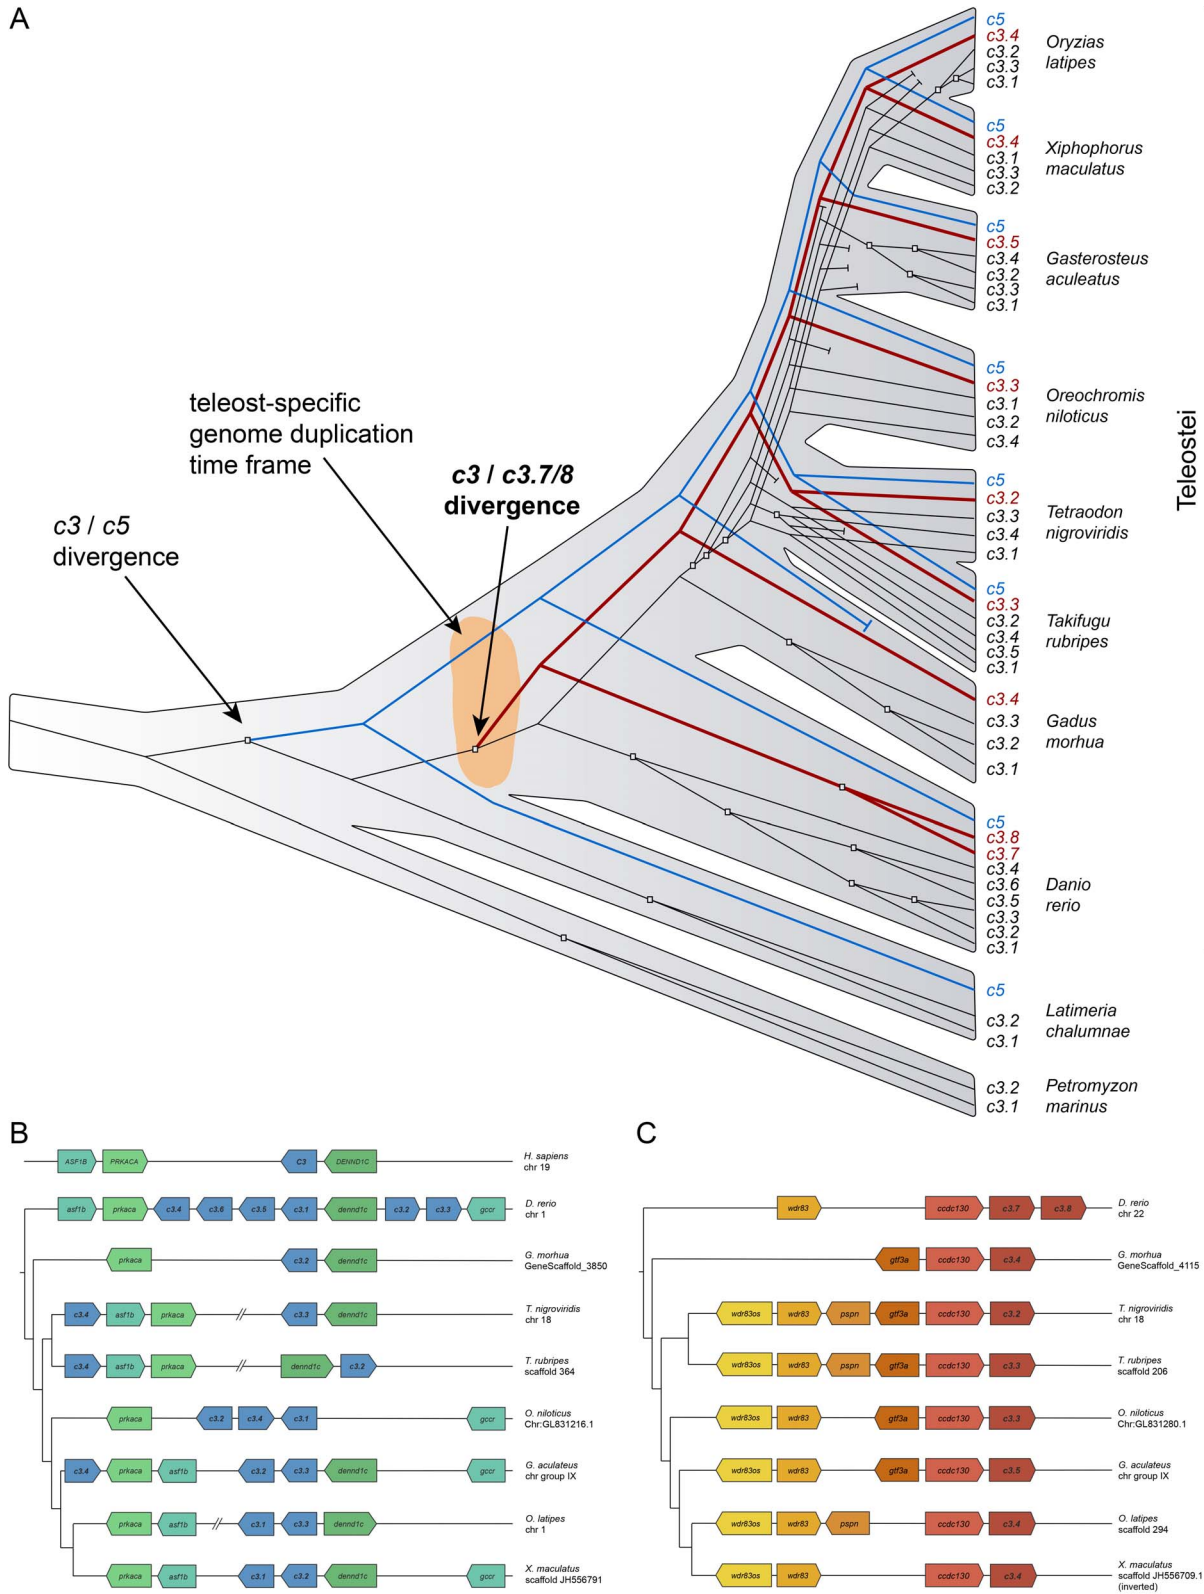 A
c5
c3.4
c3.2
c3.3
c3.1
Oryzias
latipes
c5
c3.4
c3.1
c3.3
c3.2
Xiphophorus
maculatus
c5
c3.5
c3.4
c3.2
c3.3
c3.1
Gasterosteus
aculeatus
c5
c3.3
c3.1
c3.2
c3.4
Oreochromis
niloticus
Teleostei
teleost-specific
genome duplication
time frame
c3 / c3.7/8
divergence
c3 / c5
divergence
c5
c3.2
c3.3
c3.4
c3.1
Tetraodon
nigroviridis
c5
c3.3
c3.2
c3.4
c3.5
c3.1
Takifugu
rubripes
c3.4
c3.3
c3.2
c3.1
Gadus
morhua
c5
c3.8
c3.7
c3.4
c3.6
c3.5
c3.3
c3.2
c3.1
Danio
rerio
c5
c3.2
c3.1
Latimeria
chalumnae
c3.2
c3.1
Petromyzon
marinus
B
ASF1B PRKACA C3 DENND1C
H. sapiens
chr 19
asf1b prkaca c3.4 c3.6 c3.5 c3.1 dennd1c c3.2 c3.3 gccr
D. rerio
chr 1
prkaca c3.2 dennd1c
G. morhua
GeneScaffold_3850
c3.4 asf1b prkaca // c3.3 dennd1c
T. nigroviridis
chr 18
c3.4 asf1b prkaca // dennd1c c3.2
T. rubripes
scaffold 364
prkaca c3.2 c3.4 c3.1 gccr
O. niloticus
Chr:GL831216.1
c3.4 prkaca asf1b c3.2 c3.3 dennd1c gccr
G. aculateus
chr group IX
prkaca asf1b // c3.1 c3.3 dennd1c
O. latipes
chr 1
prkaca asf1b c3.1 c3.2 dennd1c gccr
X. maculatus
scaffold JH556791
C
wdr83 ccdc130 c3.7 c3.8
D. rerio
chr 22
gtf3a ccdc130 c3.4
G. morhua
GeneScaffold_4115
wdr83os wdr83 pspn gtf3a ccdc130 c3.2
T. nigroviridis
chr 18
wdr83os wdr83 pspn gtf3a ccdc130 c3.3
T. rubripes
scaffold 206
wdr83os wdr83 gtf3a ccdc130 c3.3
O. niloticus
Chr:GL831280.1
wdr83os wdr83 gtf3a ccdc130 c3.5
G. aculeatus
chr group IX
wdr83os wdr83 pspn ccdc130 c3.4
O. latipes
scaffold 294
wdr83os wdr83 ccdc130 c3.4
X. maculatus
scaffold JH556709.1
(inverted)